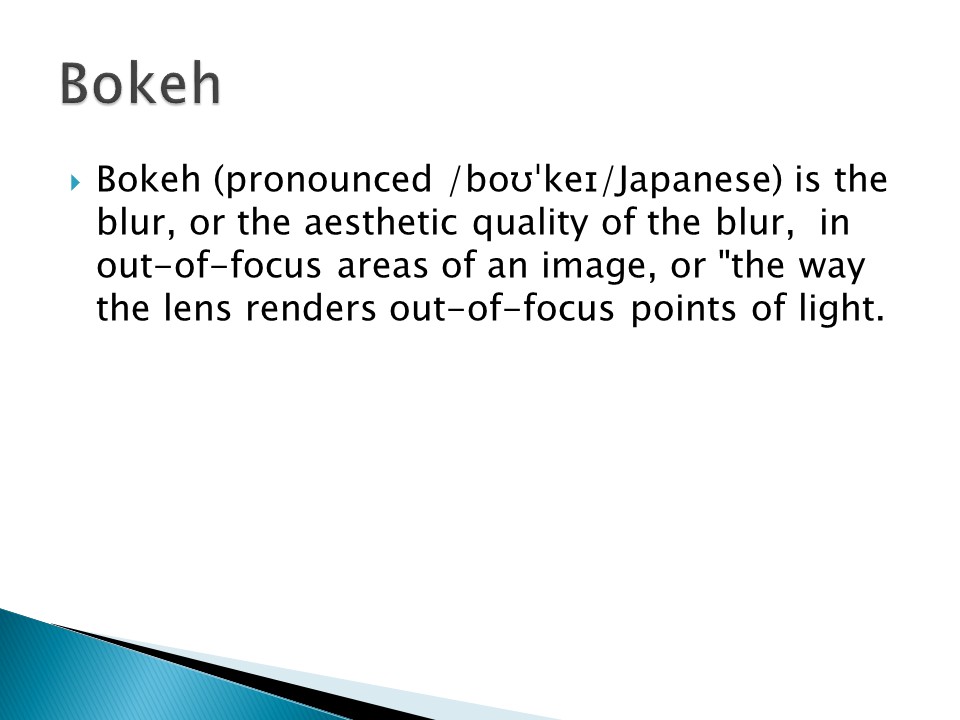 Bokeh
Bokeh (pronounced /boʊˈkeɪ/Japanese) is the
blur, or the aesthetic quality of the blur,  in
out-of-focus areas of an image, or "the way
the lens renders out-of-focus points of light.